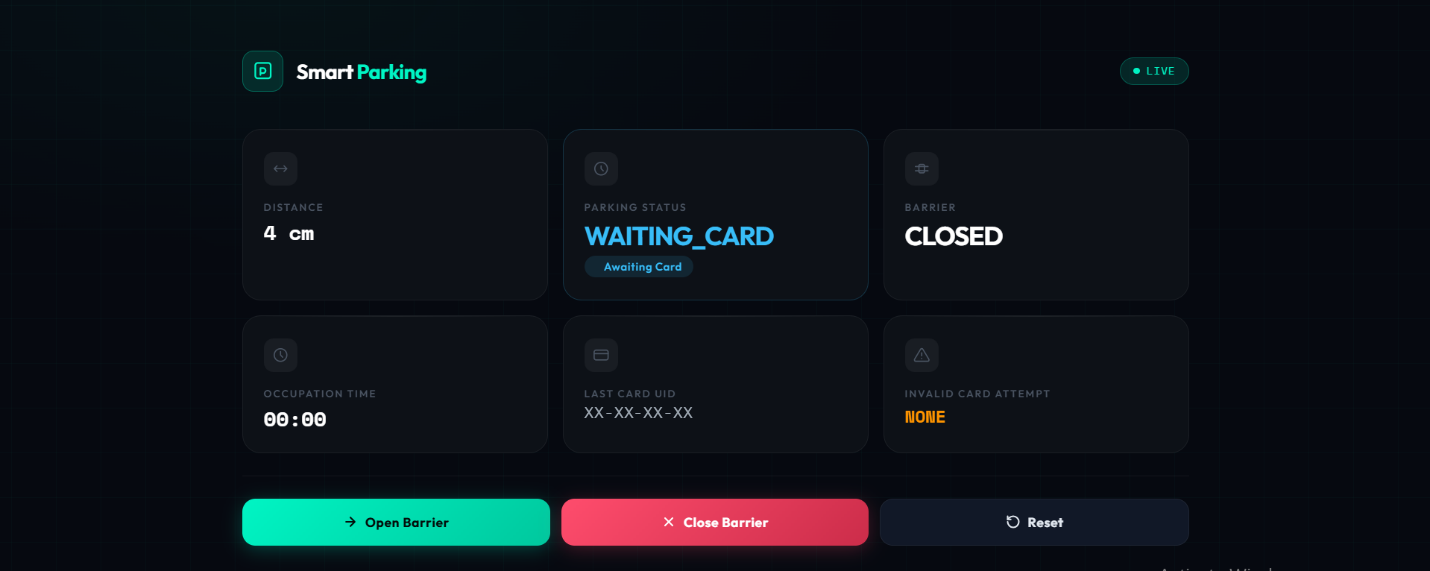 Smart Parking
LIVE
DISTANCE
4 cm
PARKING STATUS
WAITING_CARD
Awaiting Card
BARRIER
CLOSED
OCCUPATION TIME
00:00
LAST CARD UID
XX-XX-XX-XX
INVALID CARD ATTEMPT
NONE
Open Barrier
Close Barrier
Reset